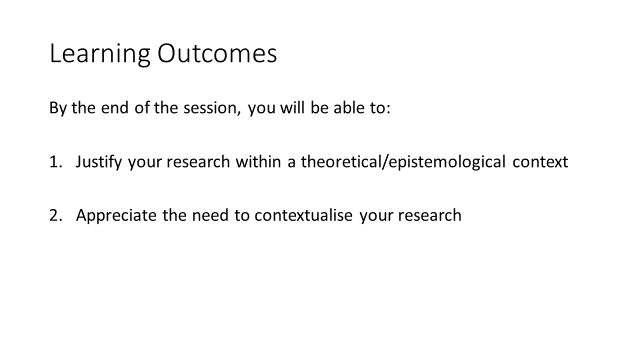 Learning Outcomes
By the end of the session, you will be able to:
1. Justify your research within a theoretical/epistemological context
2. Appreciate the need to contextualise your research